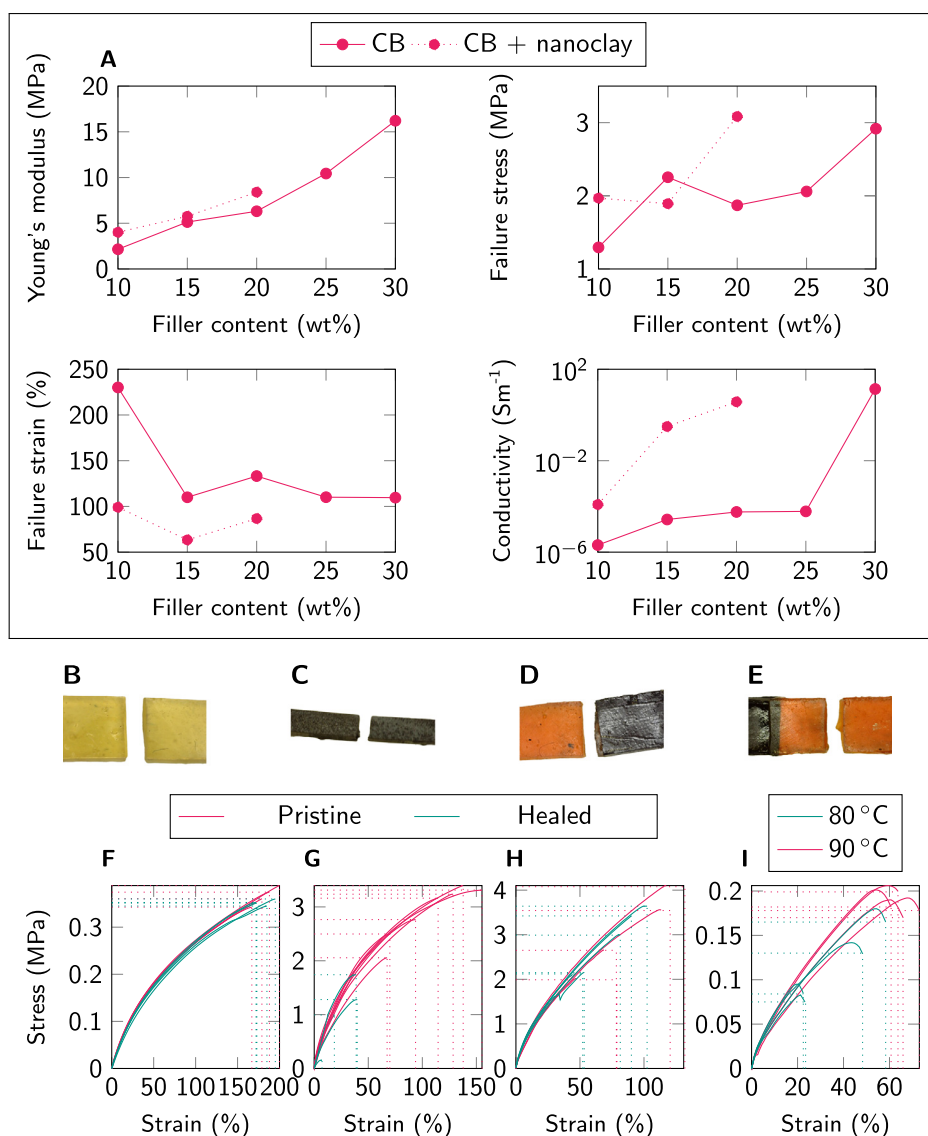 CB CB + nanoclay
A
Young's modulus (MPa)
20
15
10
5
0
10 15 20 25 30
Filler content (wt%)
Failure stress (MPa)
3
2
1
10 15 20 25 30
Filler content (wt%)
Failure strain (%)
250
200
150
100
50
10 15 20 25 30
Filler content (wt%)
Conductivity (Sm⁻¹)
10²
10⁻²
10⁻⁶
10 15 20 25 30
Filler content (wt%)
B C D E
Pristine Healed
80 °C
90 °C
F G H I
Stress (MPa)
0.3
0.2
0.1
0
0 50 100 150 200
Strain (%)
3
2
1
0
0 50 100 150
Strain (%)
4
3
2
1
0
0 50 100
Strain (%)
0.2
0.15
0.1
0.05
0
0 20 40 60
Strain (%)